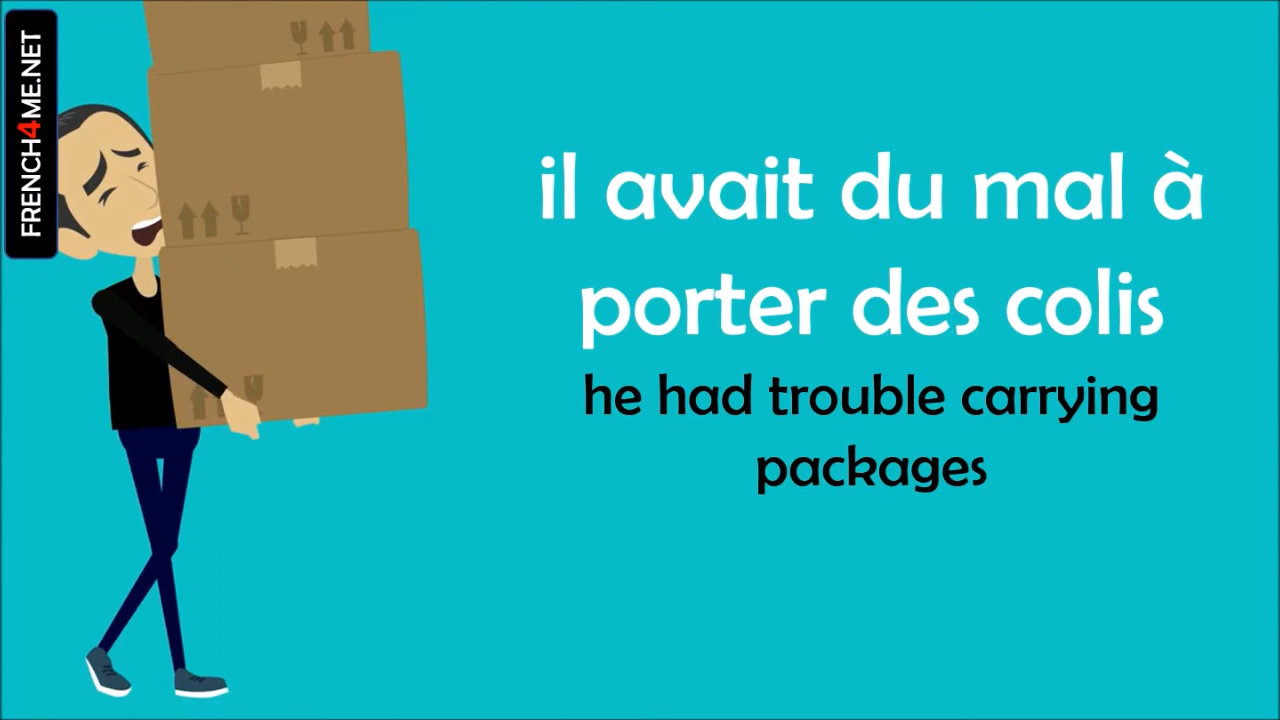 FRENCH4ME.NET
il avait du mal à
porter des colis
he had trouble carrying
packages